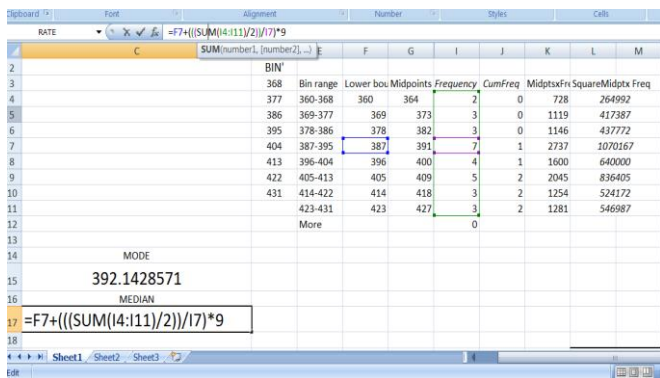 Clipboard Font Alignment Number Styles Cells
RATE =F7+(((SUM(I4:I11)/2))/I7)*9
SUM(number1, [number2], ...)
C E F G I J K L M
2 BIN'
3 368 Bin range Lower bou Midpoints Frequency CumFreq MidptsxFre SquareMidptx Freq
4 377 360-368 360 364 2 0 728 264992
5 386 369-377 369 373 3 0 1119 417387
6 395 378-386 378 382 3 0 1146 437772
7 404 387-395 387 391 7 1 2737 1070167
8 413 396-404 396 400 4 1 1600 640000
9 422 405-413 405 409 5 2 2045 836405
10 431 414-422 414 418 3 2 1254 524172
11 423-431 423 427 3 2 1281 546987
12 More 0
13
14 MODE
15 392.1428571
16 MEDIAN
17 =F7+(((SUM(I4:I11)/2))/I7)*9
18
Sheet1 Sheet2 Sheet3
Edit